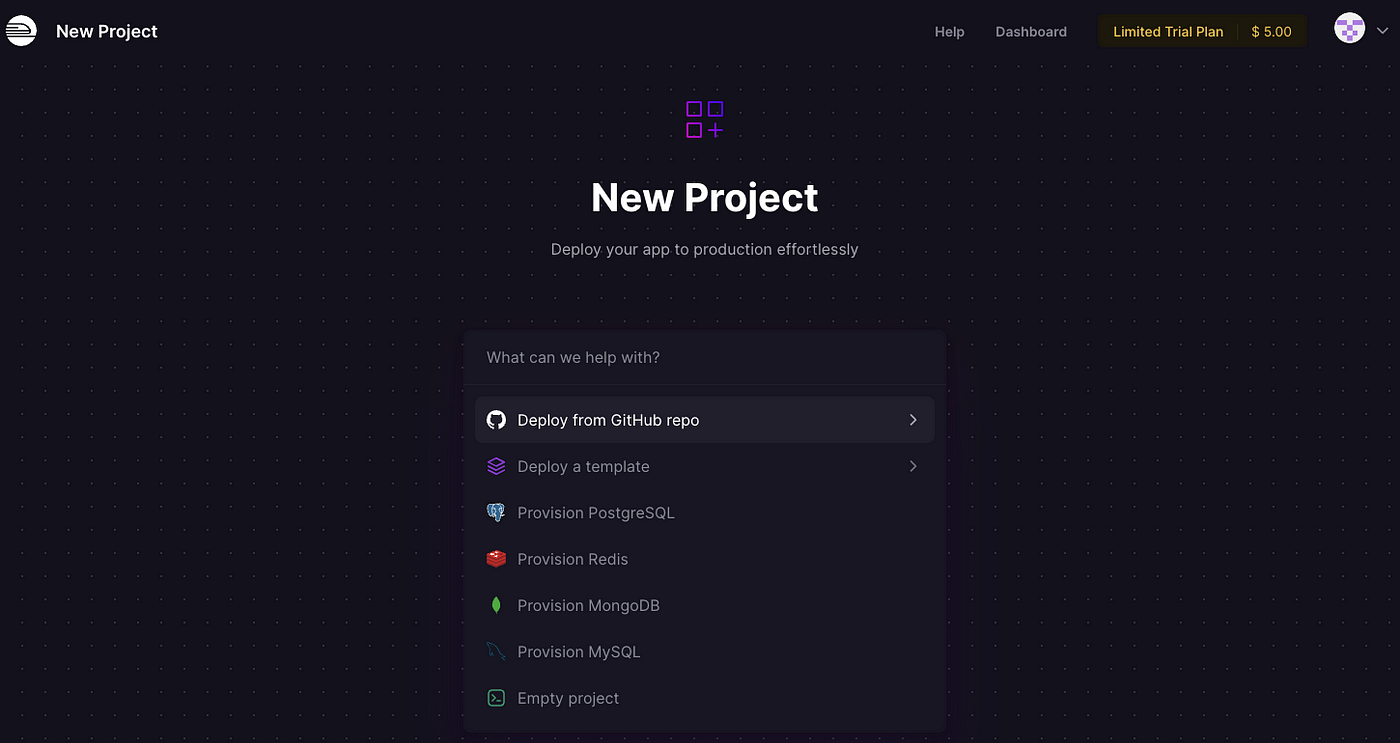 New Project
Help
Dashboard
Limited Trial Plan
$ 5.00
New Project
Deploy your app to production effortlessly
What can we help with?
Deploy from GitHub repo
Deploy a template
Provision PostgreSQL
Provision Redis
Provision MongoDB
Provision MySQL
Empty project